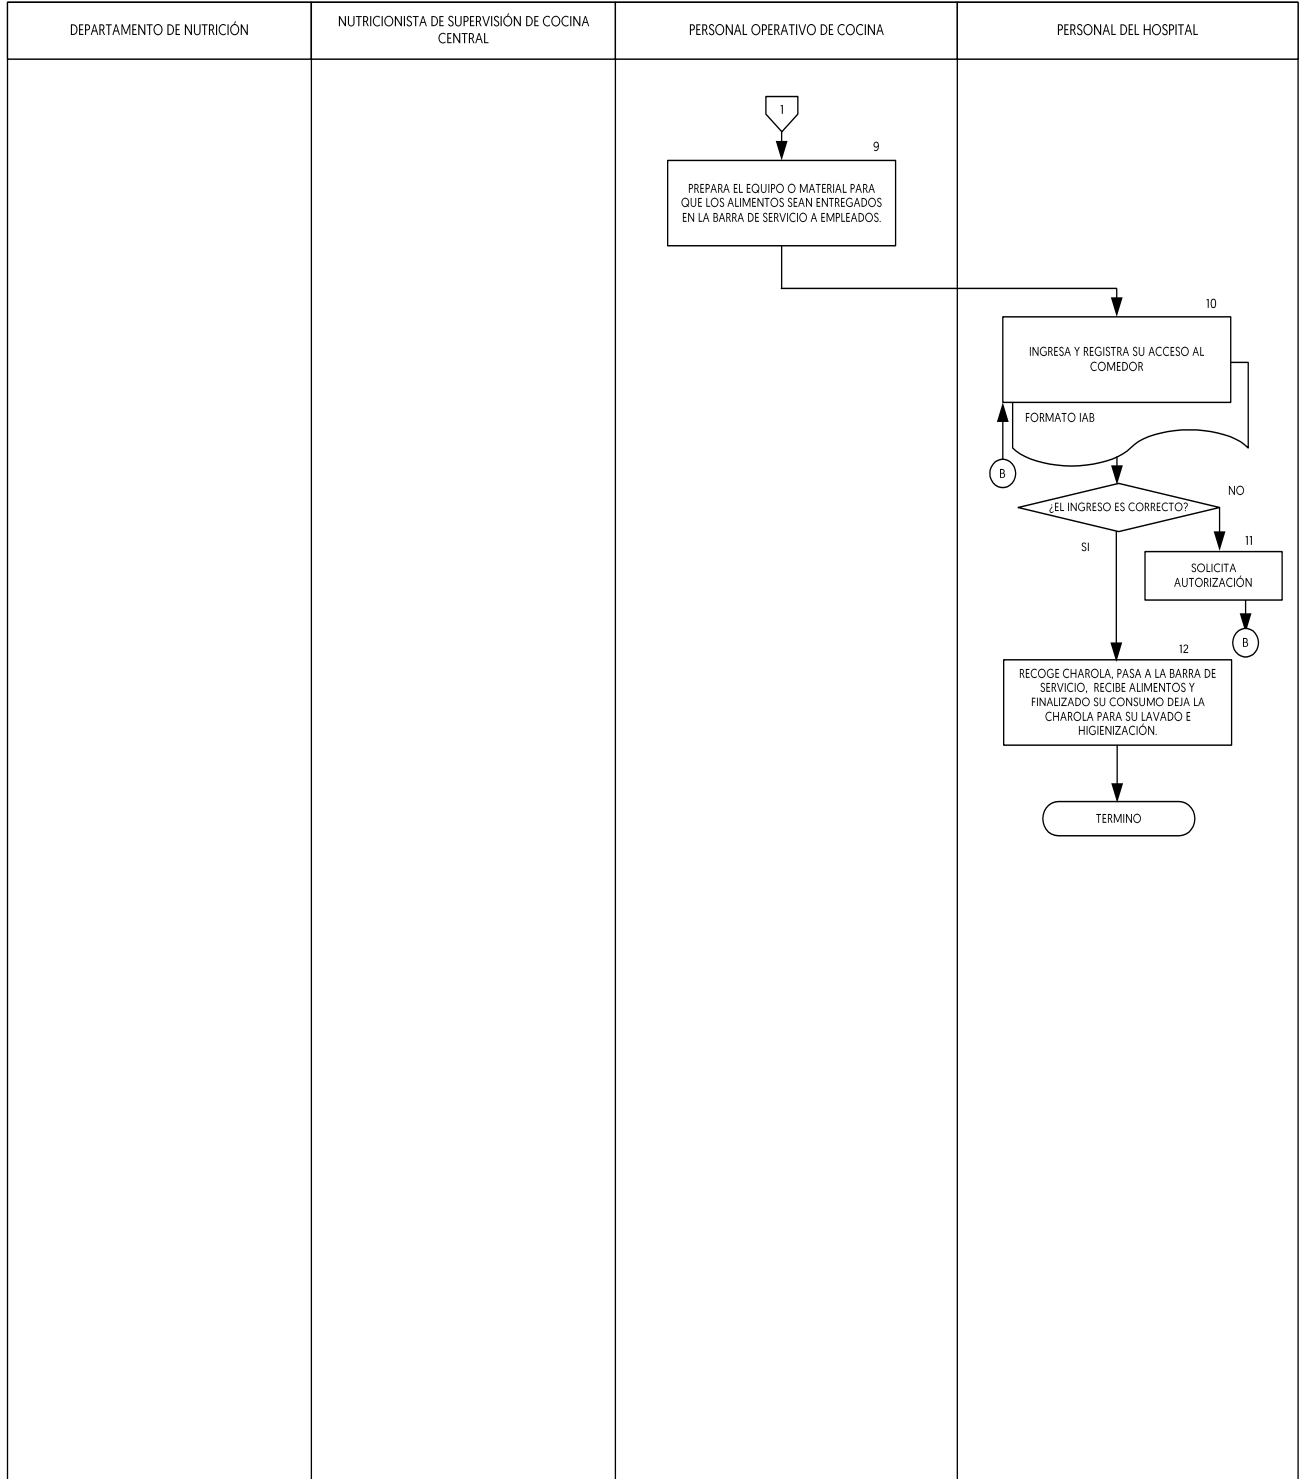 DEPARTAMENTO DE NUTRICIÓN
NUTRICIONISTA DE SUPERVISIÓN DE COCINA
CENTRAL
PERSONAL OPERATIVO DE COCINA
PERSONAL DEL HOSPITAL
1
9
PREPARA EL EQUIPO O MATERIAL PARA
QUE LOS ALIMENTOS SEAN ENTREGADOS
EN LA BARRA DE SERVICIO A EMPLEADOS.
10
INGRESA Y REGISTRA SU ACCESO AL
COMEDOR
FORMATO IAB
B
¿EL INGRESO ES CORRECTO?
NO
SI
11
SOLICITA
AUTORIZACIÓN
B
12
RECOGE CHAROLA, PASA A LA BARRA DE
SERVICIO, RECIBE ALIMENTOS Y
FINALIZADO SU CONSUMO DEJA LA
CHAROLA PARA SU LAVADO E
HIGIENIZACIÓN.
TERMINO